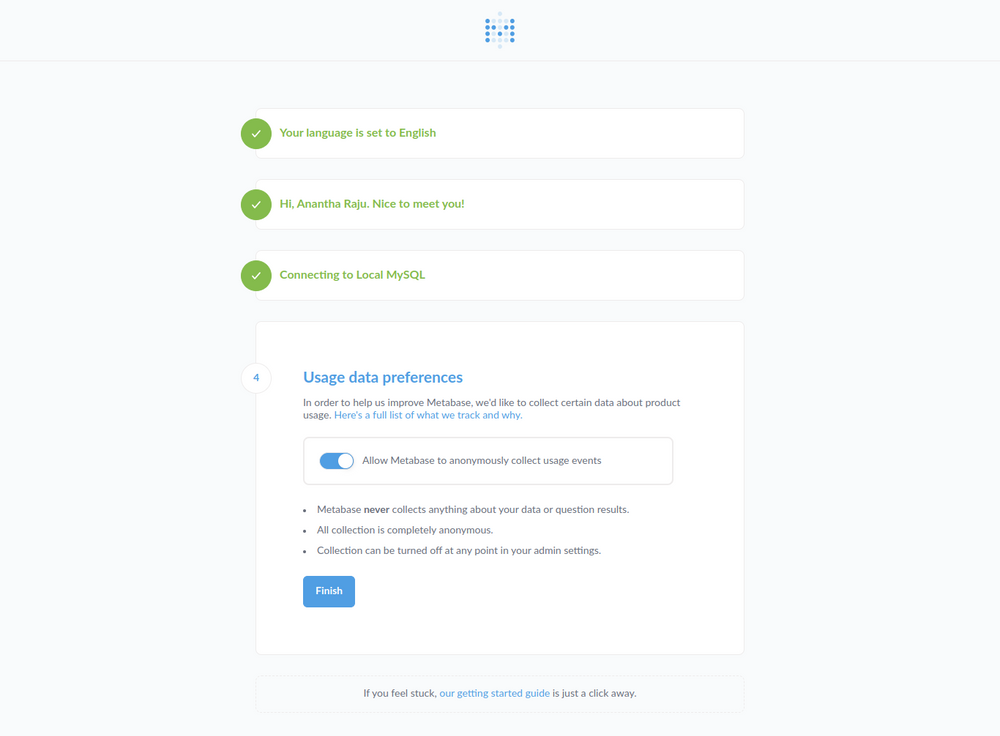 Your language is set to English
Hi, Anantha Raju. Nice to meet you!
Connecting to Local MySQL
4
Usage data preferences
In order to help us improve Metabase, we'd like to collect certain data about product
usage. Here's a full list of what we track and why.
Allow Metabase to anonymously collect usage events
• Metabase never collects anything about your data or question results.
• All collection is completely anonymous.
• Collection can be turned off at any point in your admin settings.
Finish
If you feel stuck, our getting started guide is just a click away.